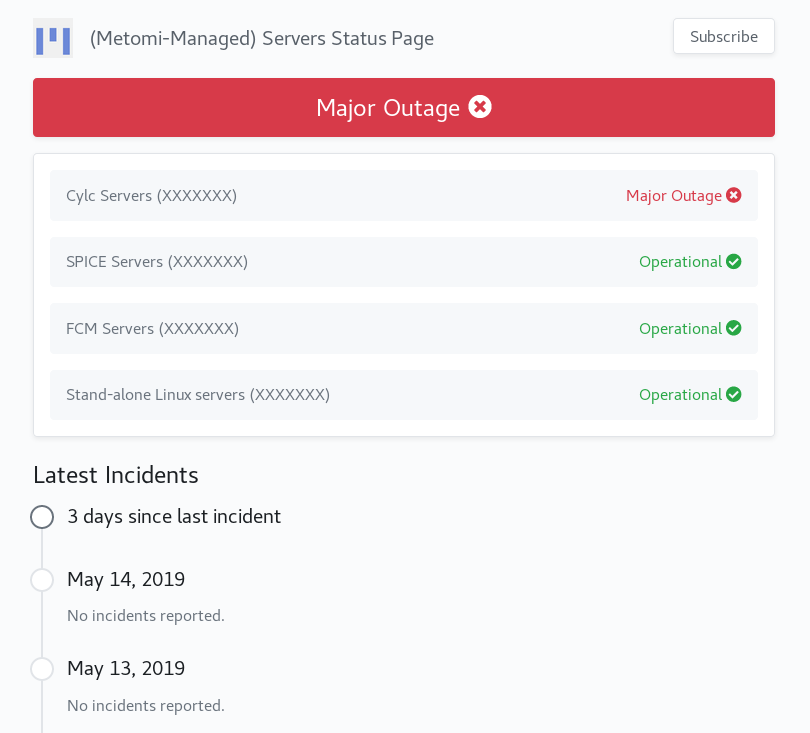 (Metomi-Managed) Servers Status Page
Subscribe
Major Outage
Cylc Servers (XXXXXXX)
Major Outage
SPICE Servers (XXXXXXX)
Operational
FCM Servers (XXXXXXX)
Operational
Stand-alone Linux servers (XXXXXXX)
Operational
Latest Incidents
3 days since last incident
May 14, 2019
No incidents reported.
May 13, 2019
No incidents reported.